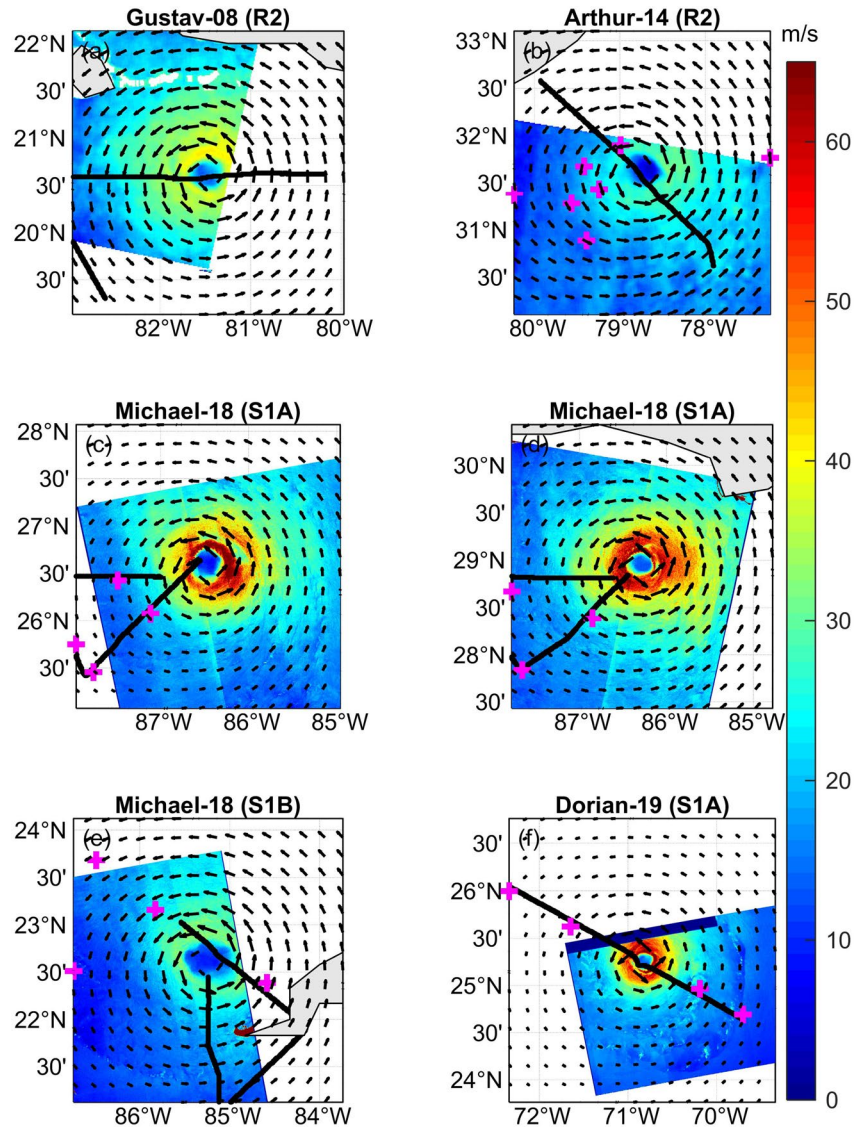 Gustav-08 (R2)
Arthur-14 (R2)
m/s
(a)
22°N
30'
21°N
30'
20°N
30'
82°W 81°W 80°W
(b)
33°N
30'
32°N
30'
31°N
30'
80°W 79°W 78°W
60
50
40
30
20
10
0
Michael-18 (S1A)
Michael-18 (S1A)
(c)
28°N
30'
27°N
30'
26°N
30'
87°W 86°W 85°W
(d)
30°N
30'
29°N
30'
28°N
30'
87°W 86°W 85°W
Michael-18 (S1B)
Dorian-19 (S1A)
(e)
24°N
30'
23°N
30'
22°N
30'
86°W 85°W 84°W
(f)
30'
26°N
30'
25°N
30'
24°N
72°W 71°W 70°W